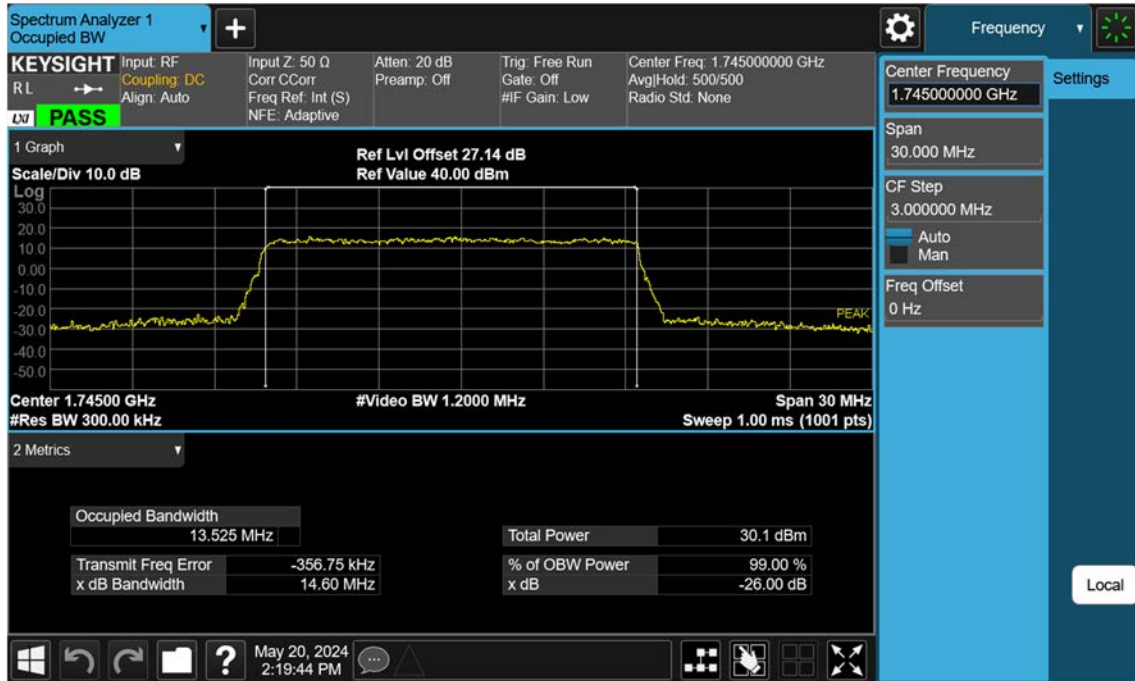 Spectrum Analyzer 1
Occupied BW
Frequency
KEYSIGHT
RL
LXI PASS
Input: RF
Coupling: DC
Align: Auto
Input Z: 50 Ω
Corr CCorr
Freq Ref: Int (S)
NFE: Adaptive
Atten: 20 dB
Preamp: Off
Trig: Free Run
Gate: Off
#IF Gain: Low
Center Freq: 1.745000000 GHz
Avg|Hold: 500/500
Radio Std: None
Center Frequency
1.745000000 GHz
Settings
Span
30.000 MHz
CF Step
3.000000 MHz
Auto
Man
Freq Offset
0 Hz
Local
1 Graph
Scale/Div 10.0 dB
Ref Lvl Offset 27.14 dB
Ref Value 40.00 dBm
Log
30.0
20.0
10.0
0.00
-10.0
-20.0
-30.0
-40.0
-50.0
PEAK
Center 1.74500 GHz
#Res BW 300.00 kHz
#Video BW 1.2000 MHz
Span 30 MHz
Sweep 1.00 ms (1001 pts)
2 Metrics
Occupied Bandwidth
13.525 MHz
Total Power 30.1 dBm
Transmit Freq Error -356.75 kHz
% of OBW Power 99.00 %
x dB Bandwidth 14.60 MHz
x dB -26.00 dB
?
May 20, 2024
2:19:44 PM